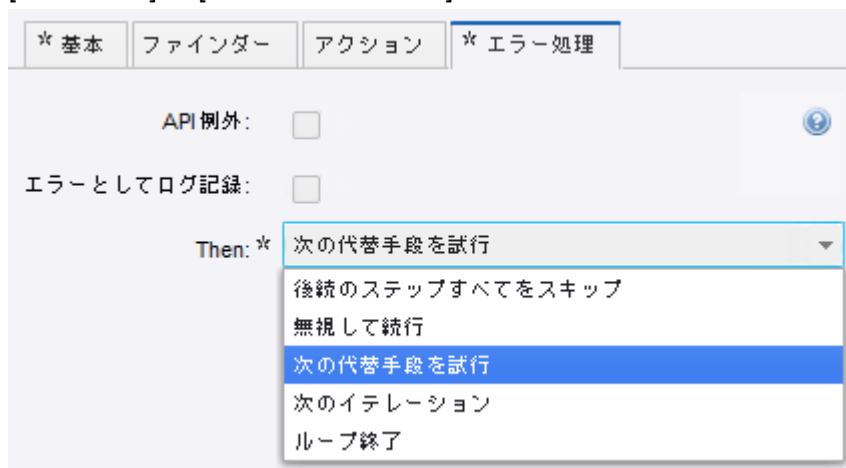 * 基本 ファインダー アクション * エラー処理
API 例外:
エラーとしてログ記録:
Then: * 次の代替手段を試行
後続のステップすべてをスキップ
無視して続行
次の代替手段を試行
次のイテレーション
ループ終了